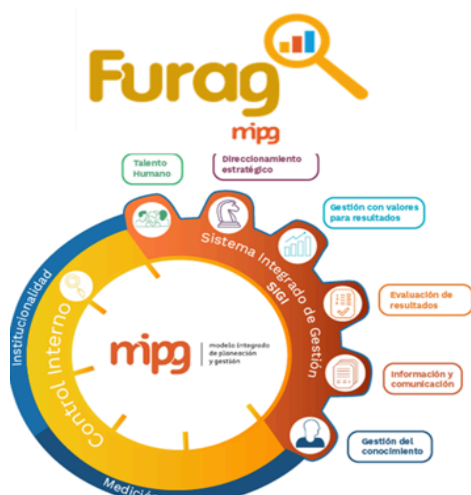 Furag
mipg
Talento
Humano
Direccionamiento
estratégico
Gestión con valores
para resultados
Evaluación de
resultados
Información y
comunicación
Gestión del
conocimiento
Sistema Integrado de Gestión
SIGI
Institucionalidad
Control Interno
mipg
modelo integrado
de planeación
y gestión
Medición